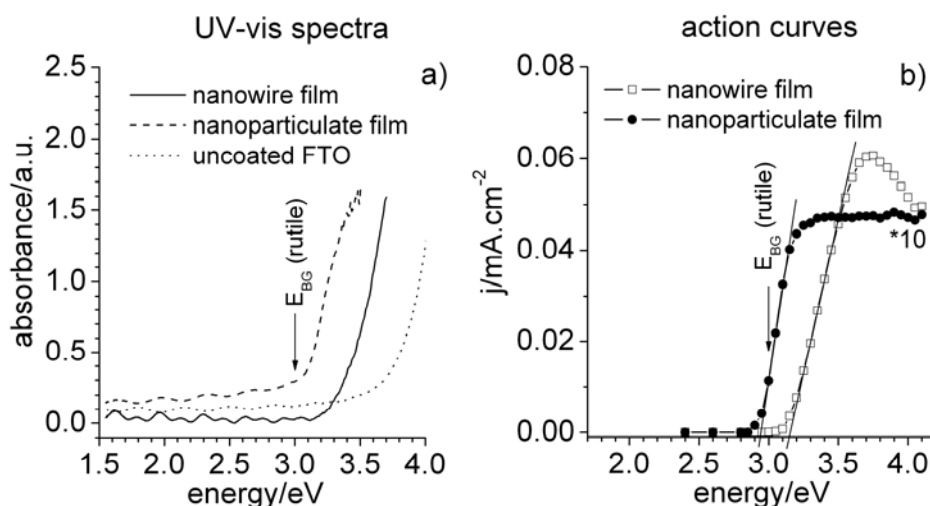 UV-vis spectra
a)
nanowire film
nanoparticulate film
uncoated FTO
E_BG (rutile)
absorbance/a.u.
2.5
2.0
1.5
1.0
0.5
0.0
1.5 2.0 2.5 3.0 3.5 4.0
energy/eV
action curves
b)
nanowire film
nanoparticulate film
E_BG (rutile)
*10
j/mA.cm⁻²
0.08
0.06
0.04
0.02
0.00
2.0 2.5 3.0 3.5 4.0
energy/eV